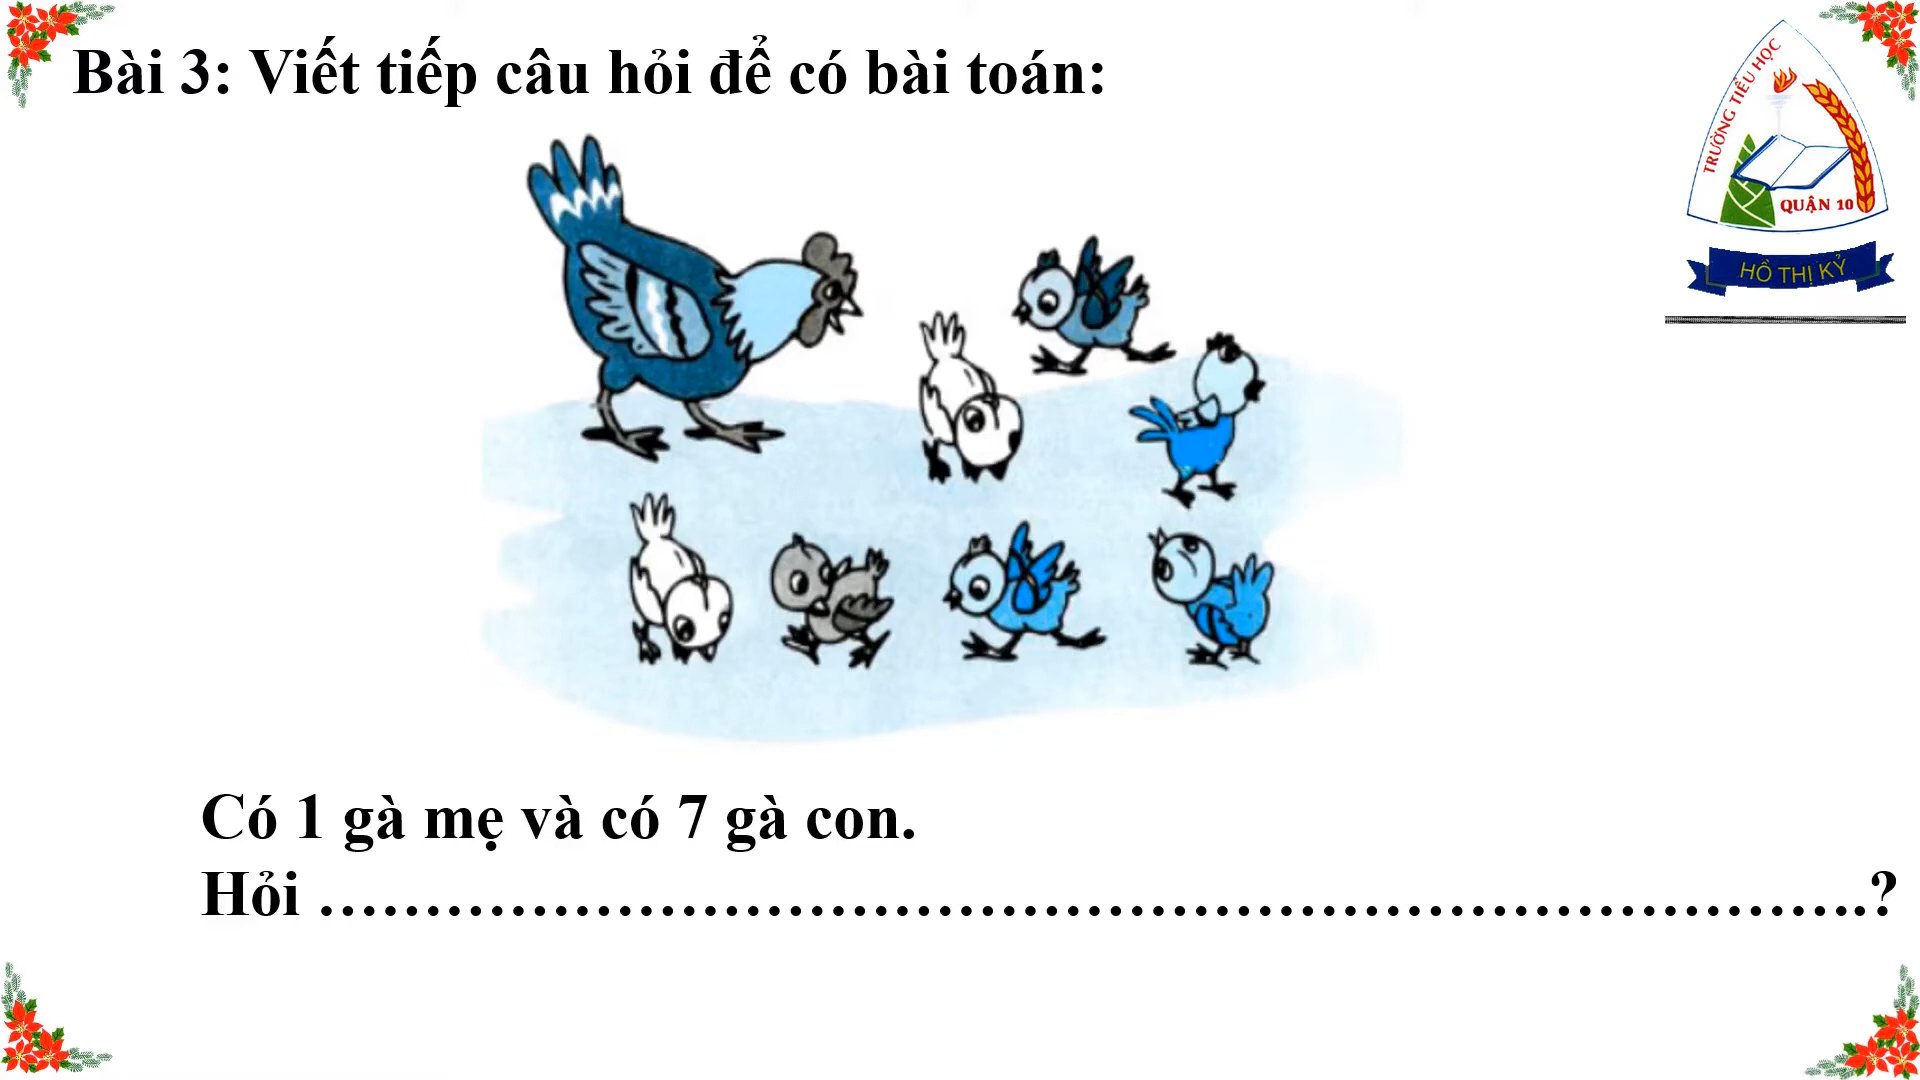 Bài 3: Viết tiếp câu hỏi để có bài toán:
TRƯỜNG TIỂU HỌC
QUẬN 10
HỒ THỊ KỶ
Có 1 gà mẹ và có 7 gà con.
Hỏi ……………………………………………………………………?